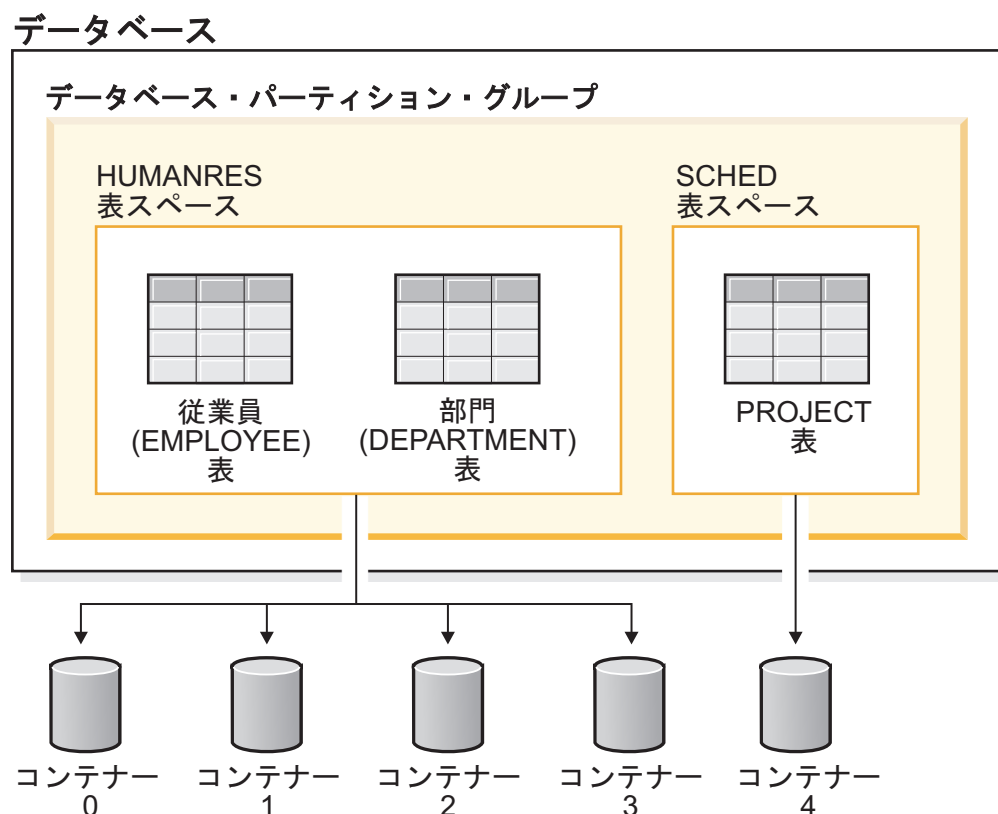 データベース
データベース・パーティション・グループ
HUMANRES
表スペース
SCHED
表スペース
従業員
(EMPLOYEE)
表
部門
(DEPARTMENT)
表
PROJECT
表
コンテナー
0
コンテナー
1
コンテナー
2
コンテナー
3
コンテナー
4